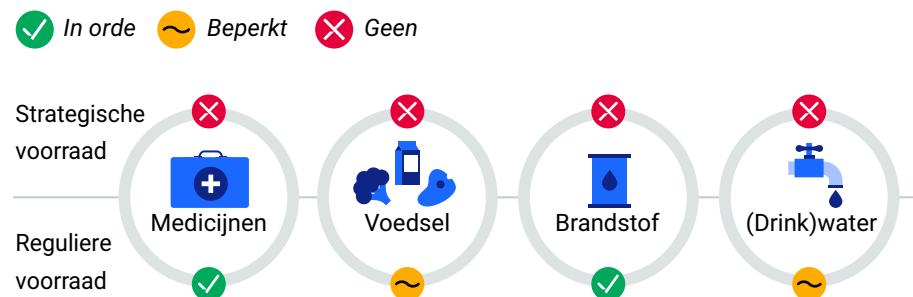 In orde Beperkt Geen
Strategische
voorraad
Medicijnen Voedsel Brandstof (Drink)water
Reguliere
voorraad